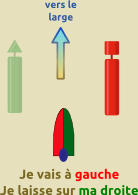 vers le
large
Je vais à gauche
Je laisse sur ma droite